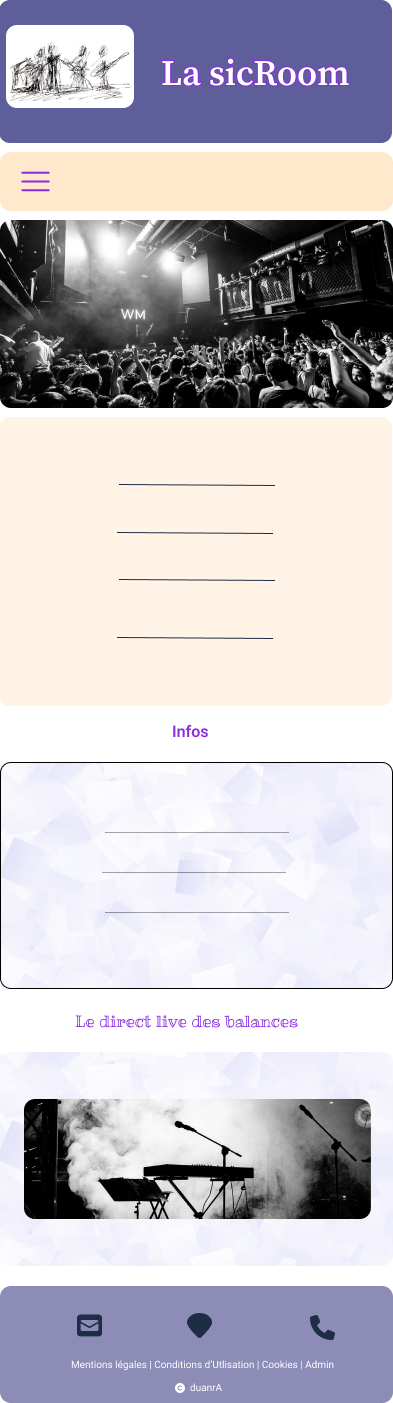 La sicRoom
WM
Infos
Le direct live des balances
Mentions légales | Conditions d'Utlisation | Cookies | Admin
© duanrA